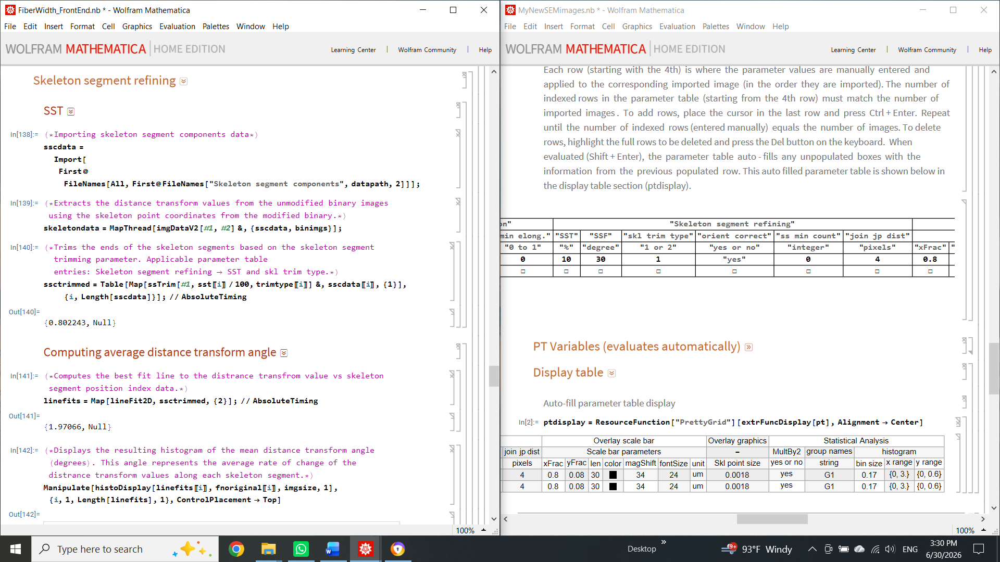 FiberWidth_FrontEnd.nb * - Wolfram Mathematica
File Edit Insert Format Cell Graphics Evaluation Palettes Window Help
WOLFRAM MATHEMATICA HOME EDITION
Learning Center | Wolfram Community | Help
Skeleton segment refining
SST
In[138]:= (*Importing skeleton segment components data*)
sscdata =
Import[
First@
FileNames[All, First@FileNames["Skeleton segment components", datapath, 2]]];
In[139]:= (*Extracts the distance transform values from the unmodified binary images
using the skeleton point coordinates from the modified binary.*)
skeletondata = MapThread[imgDataV2[#1, #2] &, {sscdata, binimgs}];
In[140]:= (*Trims the ends of the skeleton segments based on the skeleton segment
trimming parameter. Applicable parameter table
entries: Skeleton segment refining → SST and skl trim type.*)
ssctrimmed = Table[Map[ssTrim[#1, sst〚i〛 / 100, trimtype〚i〛] &, sscdata〚i〛, {1}],
{i, Length[sscdata]}]; // AbsoluteTiming
Out[140]=
{0.802243, Null}
Computing average distance transform angle
In[141]:= (*Computes the best fit line to the distrance transfrom value vs skeleton
segment position index data.*)
linefits = Map[lineFit2D, ssctrimmed, {2}]; // AbsoluteTiming
Out[141]=
{1.97066, Null}
In[142]:= (*Displays the resulting histogram of the mean distance transform angle
(degrees). This angle represents the average rate of change of the
distrance transform values along each skeleton segment.*)
Manipulate[histoDisplay[linefits〚i〛, fnoriginal〚i〛, imgsize, 1],
{i, 1, Length[linefits], 1}, ControlPlacement → Top]
Out[142]=
100%
MyNewSEMimages.nb * - Wolfram Mathematica
File Edit Insert Format Cell Graphics Evaluation Palettes Window Help
WOLFRAM MATHEMATICA HOME EDITION
Learning Center | Wolfram Community | Help
Each row (starting with the 4th) is where the parameter values are manually entered and
applied to the corresponding imported image (in the order they are imported). The number of
indexed rows in the parameter table (starting from the 4th row) must match the number of
imported images. To add rows, place the cursor in the last row and press Ctrl + Enter. Repeat
until the number of indexed rows (entered manually) equals the number of images. To delete
rows, highlight the full rows to be deleted and press the Del button on the keyboard. When
evaluated (Shift + Enter), the parameter table auto - fills any unpopulated boxes with the
information from the previous populated row. This auto filled parameter table is shown below in
the display table section (ptdisplay).
on" "Skeleton segment refining"
min elong." "SST" "SSF" "skl trim type" "orient correct" "ss min count" "join jp dist"
"0 to 1" "%" "degree" "1 or 2" "yes or no" "integer" "pixels" "xFrac" "
0 10 30 1 "yes" 0 4 0.8
PT Variables (evaluates automatically)
Display table
Auto-fill parameter table display
In[2]:= ptdisplay = ResourceFunction["PrettyGrid"][extrFuncDisplay[pt], Alignment → Center]
Overlay scale bar Overlay graphics Statistical Analysis
join jp dist Scale bar parameters – MultBy2 group names histogram
pixels xFrac yFrac len color magShift fontSize unit Skl point size yes or no string bin size x range y range
4 0.8 0.08 30 34 24 um 0.0018 yes G1 0.17 {0, 3.} {0, 0.6}
4 0.8 0.08 30 34 24 um 0.0018 yes G1 0.17 {0, 3.} {0, 0.6}
100%
Type here to search
Desktop
9+
93°F Windy
ENG
3:30 PM
6/30/2026